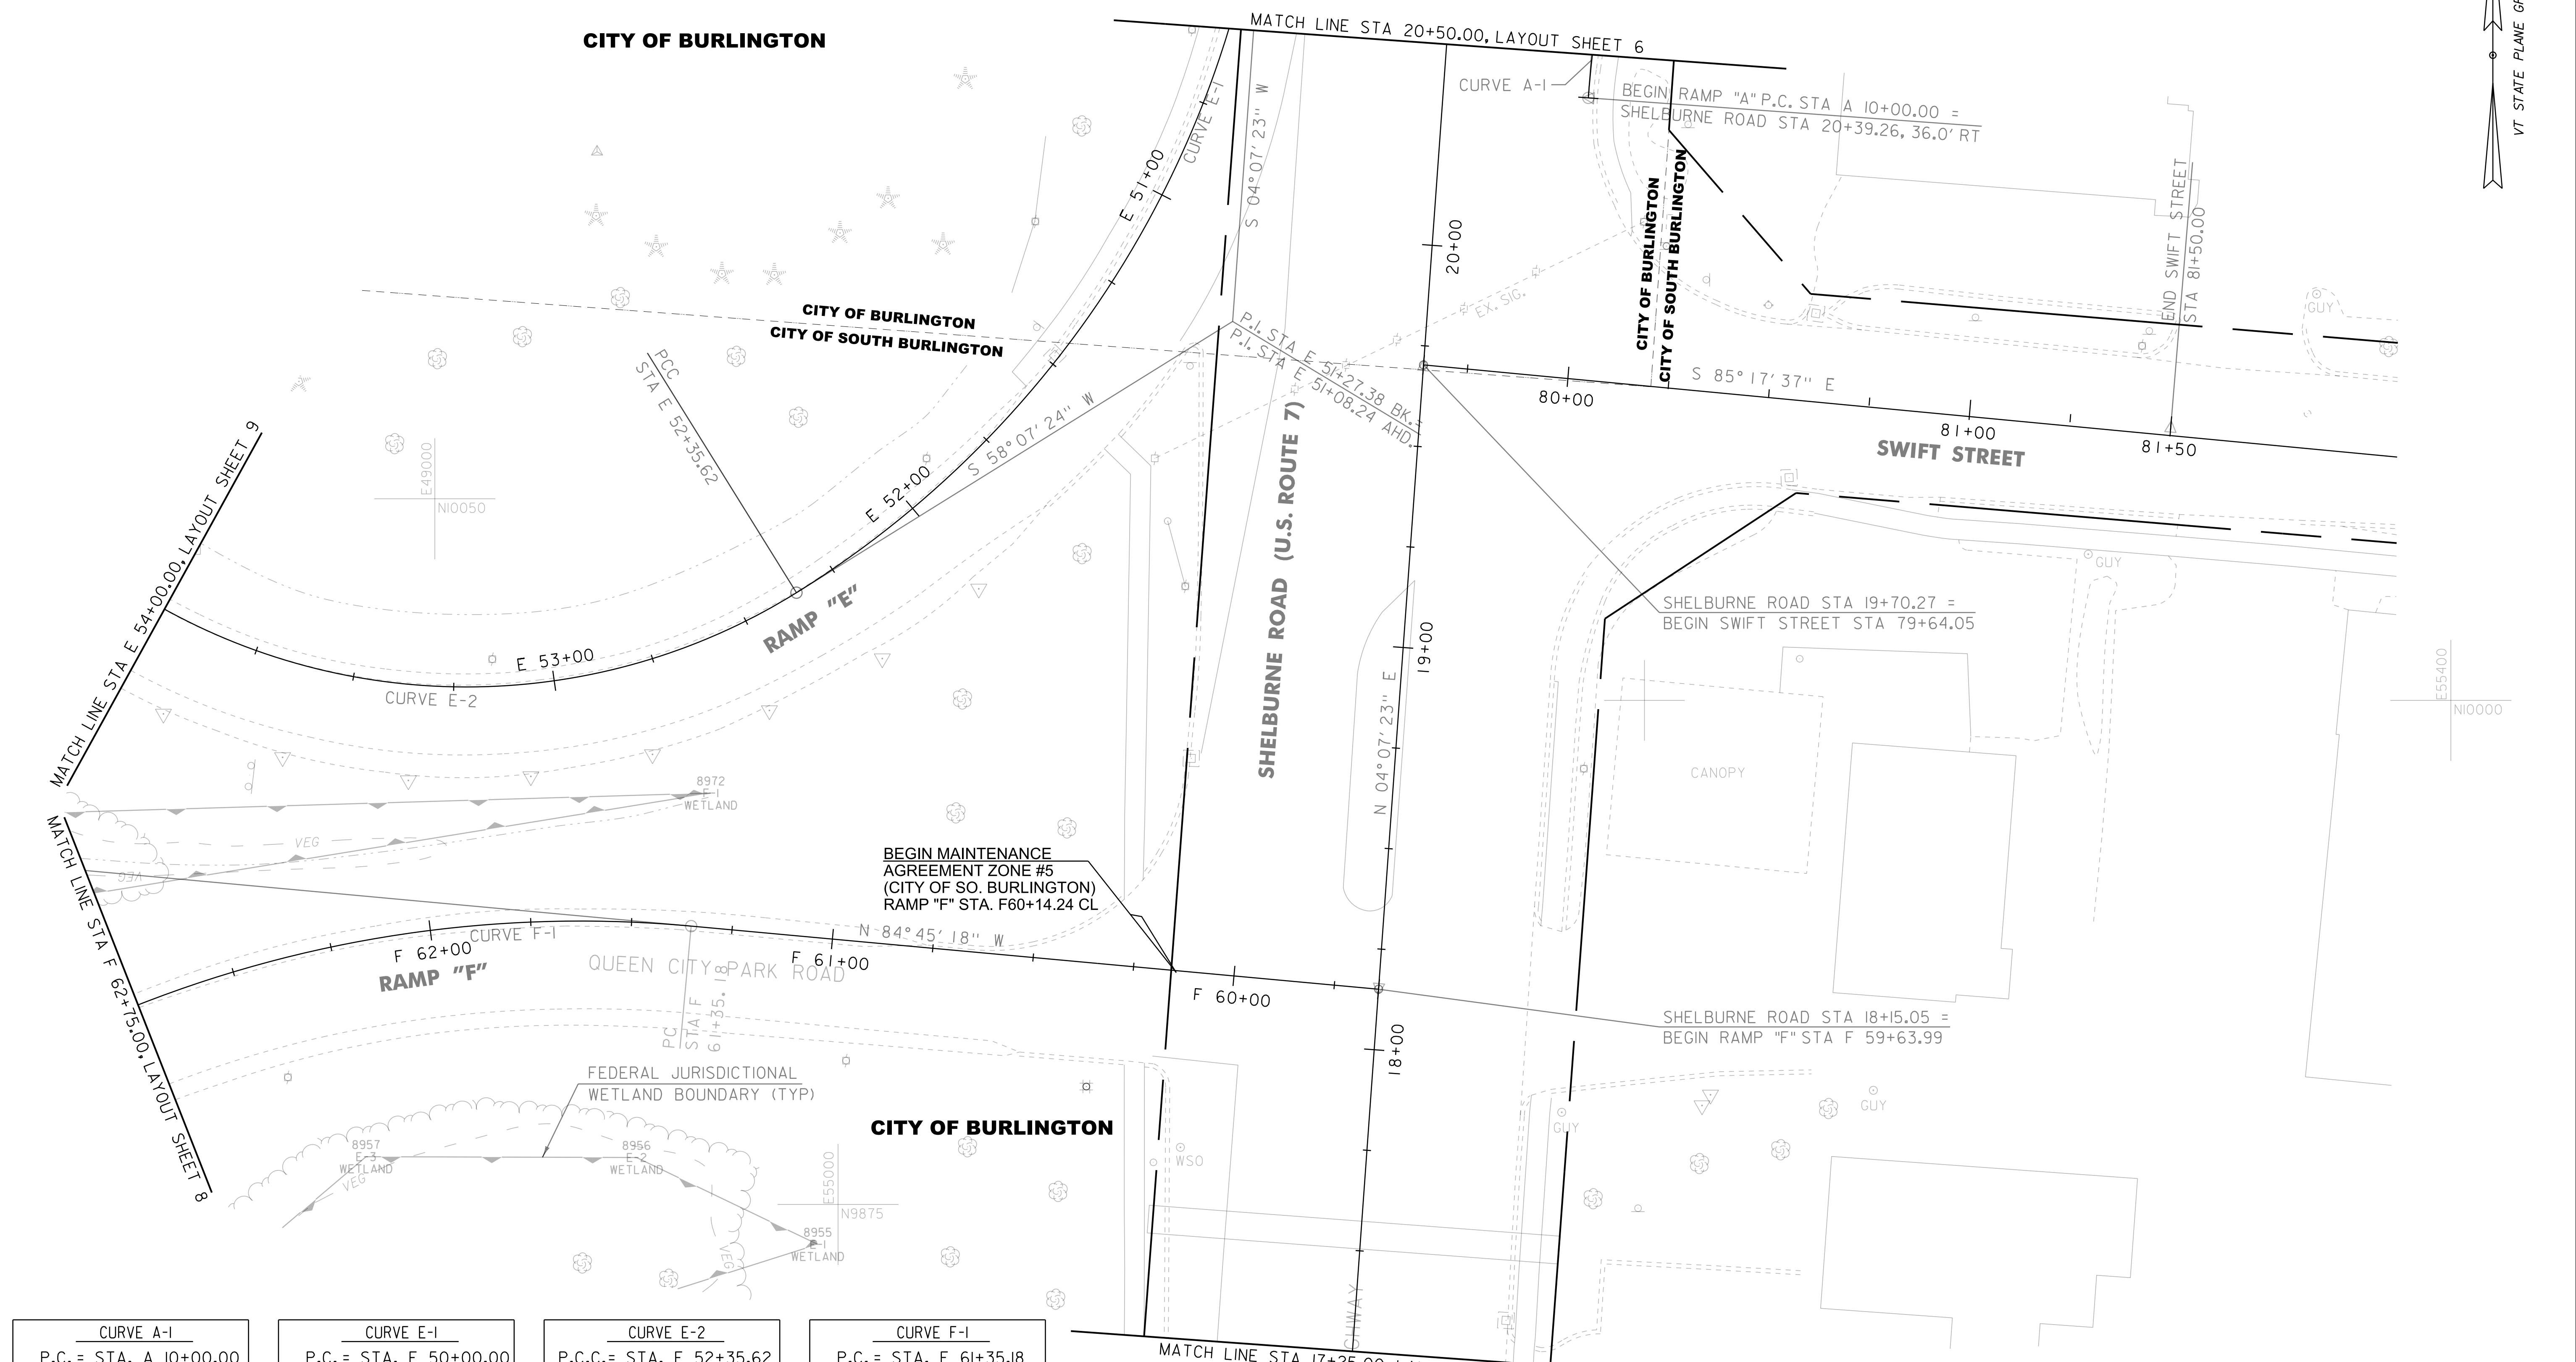 CITY OF BURLINGTON
MATCH LINE STA 20+50.00, LAYOUT SHEET 6
VT STATE PLANE
CURVE A-1
BEGIN RAMP "A" P.C. STA A 10+00.00 =
SHELBURNE ROAD STA 20+39.26, 36.0' RT
CURVE E-1
S 04°07'23" W
E 51+00
20+00
CITY OF BURLINGTON
CITY OF SOUTH BURLINGTON
END SWIFT STREET
STA 81+50.00
GUY
EX. SIG.
CITY OF BURLINGTON
CITY OF SOUTH BURLINGTON
P.I. STA E 51+27.38 BK.=
P.I. STA E 51+08.24 AHD.
PCC
STA E 52+35.62
S 58°07'24" W
S 85°17'37" E
80+00
81+00
81+50
SWIFT STREET
MATCH LINE STA E 54+00.00, LAYOUT SHEET 9
E49000
N10050
E 52+00
SHELBURNE ROAD (U.S. ROUTE 7)
GUY
RAMP "E"
SHELBURNE ROAD STA 19+70.27 =
BEGIN SWIFT STREET STA 79+64.05
19+00
E 53+00
CURVE E-2
N 04°07'23" E
E55400
N10000
CANOPY
8972
E-1
WETLAND
VEG
VEG
BEGIN MAINTENANCE
AGREEMENT ZONE #5
(CITY OF SO. BURLINGTON)
RAMP "F" STA. F60+14.24 CL
MATCH LINE STA F 62+75.00, LAYOUT SHEET 8
CURVE F-1
F 62+00
RAMP "F"
N 84°45'18" W
F 61+00
QUEEN CITY PARK ROAD
F 60+00
PC
STA F
61+35.18
SHELBURNE ROAD STA 18+15.05 =
BEGIN RAMP "F" STA F 59+63.99
18+00
FEDERAL JURISDICTIONAL
WETLAND BOUNDARY (TYP)
GUY
GUY
CITY OF BURLINGTON
8957
E-3
WETLAND
VEG
8956
E-2
WETLAND
WSO
E55000
N9875
8955
E-1
WETLAND
VEG
CURVE A-1
P.C. = STA. A 10+00.00
CURVE E-1
P.C. = STA. E 50+00.00
CURVE E-2
P.C.C. = STA. E 52+35.62
CURVE F-1
P.C. = STA. F 61+35.18
MATCH LINE STA 17+25.00